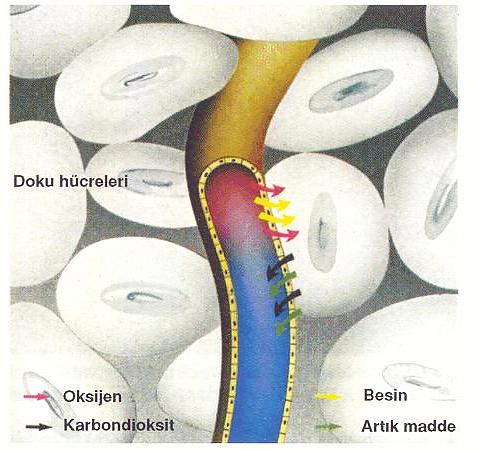 Doku hücreleri
Oksijen
Besin
Karbondioksit
Artık madde